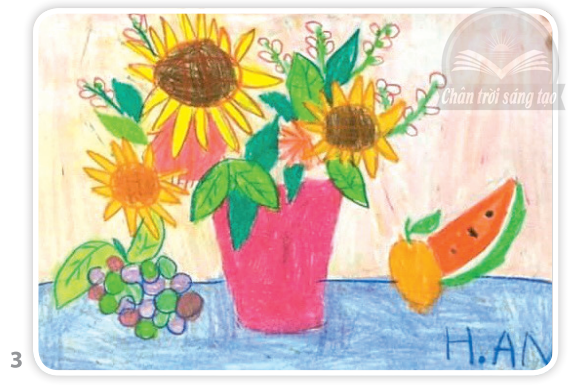 Chân trời sáng tạo
3
H.AN